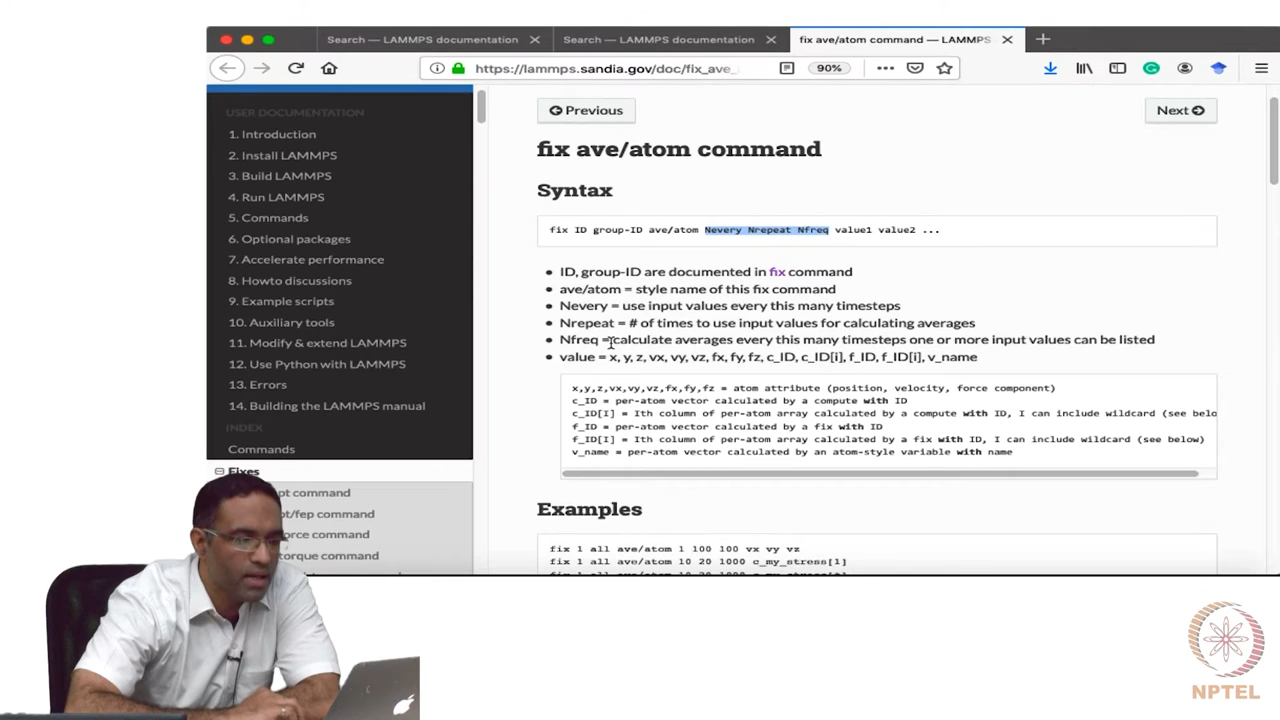 Search — LAMMPS documentation
Search — LAMMPS documentation
fix ave/atom command — LAMMPS
https://lammps.sandia.gov/doc/fix_ave_
90%
USER DOCUMENTATION
1. Introduction
2. Install LAMMPS
3. Build LAMMPS
4. Run LAMMPS
5. Commands
6. Optional packages
7. Accelerate performance
8. Howto discussions
9. Example scripts
10. Auxiliary tools
11. Modify & extend LAMMPS
12. Use Python with LAMMPS
13. Errors
14. Building the LAMMPS manual
INDEX
Commands
Fixes
pt command
pt/fep command
orce command
torque command
Previous
Next
fix ave/atom command
Syntax
fix ID group-ID ave/atom Nevery Nrepeat Nfreq value1 value2 ...
• ID, group-ID are documented in fix command
• ave/atom = style name of this fix command
• Nevery = use input values every this many timesteps
• Nrepeat = # of times to use input values for calculating averages
• Nfreq = calculate averages every this many timesteps one or more input values can be listed
• value = x, y, z, vx, vy, vz, fx, fy, fz, c_ID, c_ID[i], f_ID, f_ID[i], v_name
x,y,z,vx,vy,vz,fx,fy,fz = atom attribute (position, velocity, force component)
c_ID = per-atom vector calculated by a compute with ID
c_ID[I] = Ith column of per-atom array calculated by a compute with ID, I can include wildcard (see belo
f_ID = per-atom vector calculated by a fix with ID
f_ID[I] = Ith column of per-atom array calculated by a fix with ID, I can include wildcard (see below)
v_name = per-atom vector calculated by an atom-style variable with name
Examples
fix 1 all ave/atom 1 100 100 vx vy vz
fix 1 all ave/atom 10 20 1000 c_my_stress[1]
NPTEL